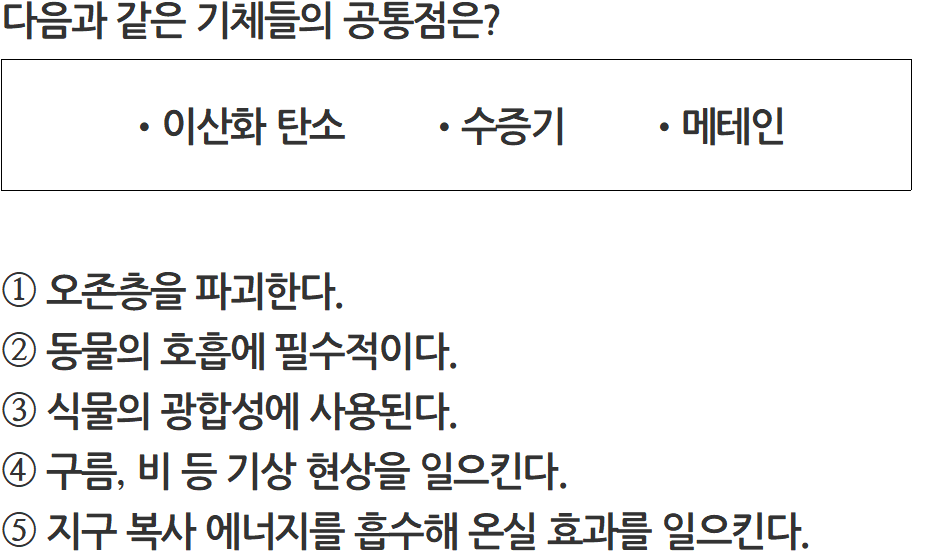 다음과 같은 기체들의 공통점은?
• 이산화 탄소 • 수증기 • 메테인
① 오존층을 파괴한다.
② 동물의 호흡에 필수적이다.
③ 식물의 광합성에 사용된다.
④ 구름, 비 등 기상 현상을 일으킨다.
⑤ 지구 복사 에너지를 흡수해 온실 효과를 일으킨다.